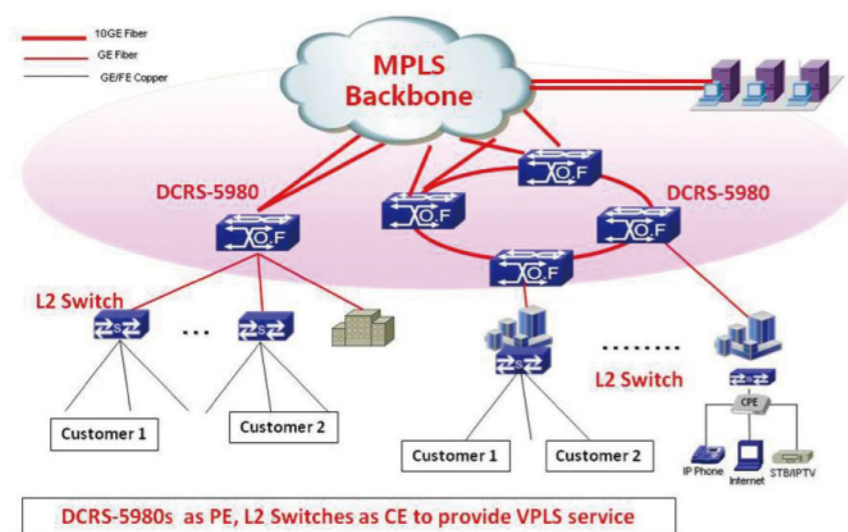 10GE Fiber
GE Fiber
GE/FE Copper
MPLS
Backbone
DCRS-5980
DCRS-5980
O.F
O.F
O.F
O.F
O.F
L2 Switch
S
...
S
S
........
L2 Switch
S
CPE
Customer 1
Customer 2
Customer 1
Customer 2
IP Phone
Internet
STB/IPTV
DCRS-5980s as PE, L2 Switches as CE to provide VPLS service